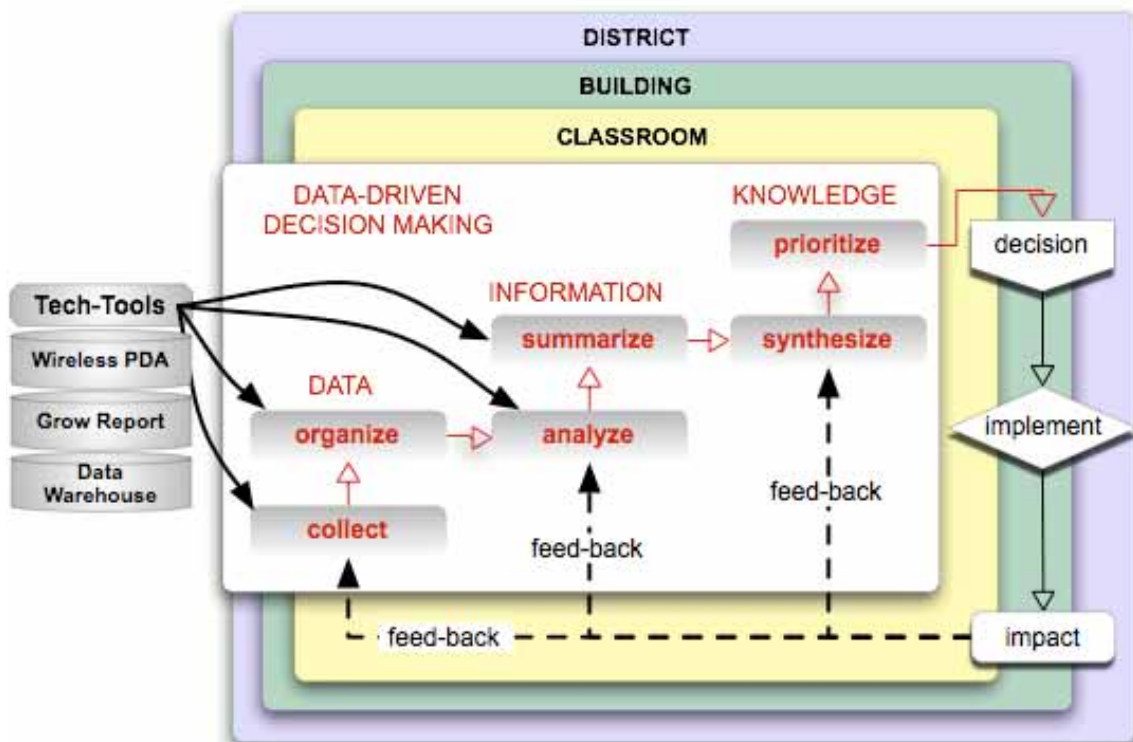 DISTRICT
BUILDING
CLASSROOM
DATA-DRIVEN
DECISION MAKING
KNOWLEDGE
prioritize
decision
Tech-Tools
INFORMATION
summarize
synthesize
Wireless PDA
DATA
Grow Report
organize
analyze
implement
Data
Warehouse
feed-back
collect
feed-back
feed-back
impact